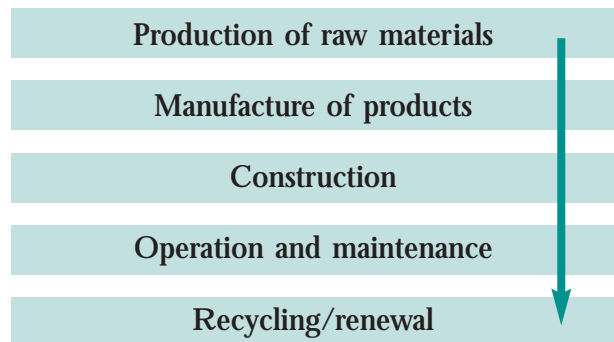 Production of raw materials
Manufacture of products
Construction
Operation and maintenance
Recycling/renewal